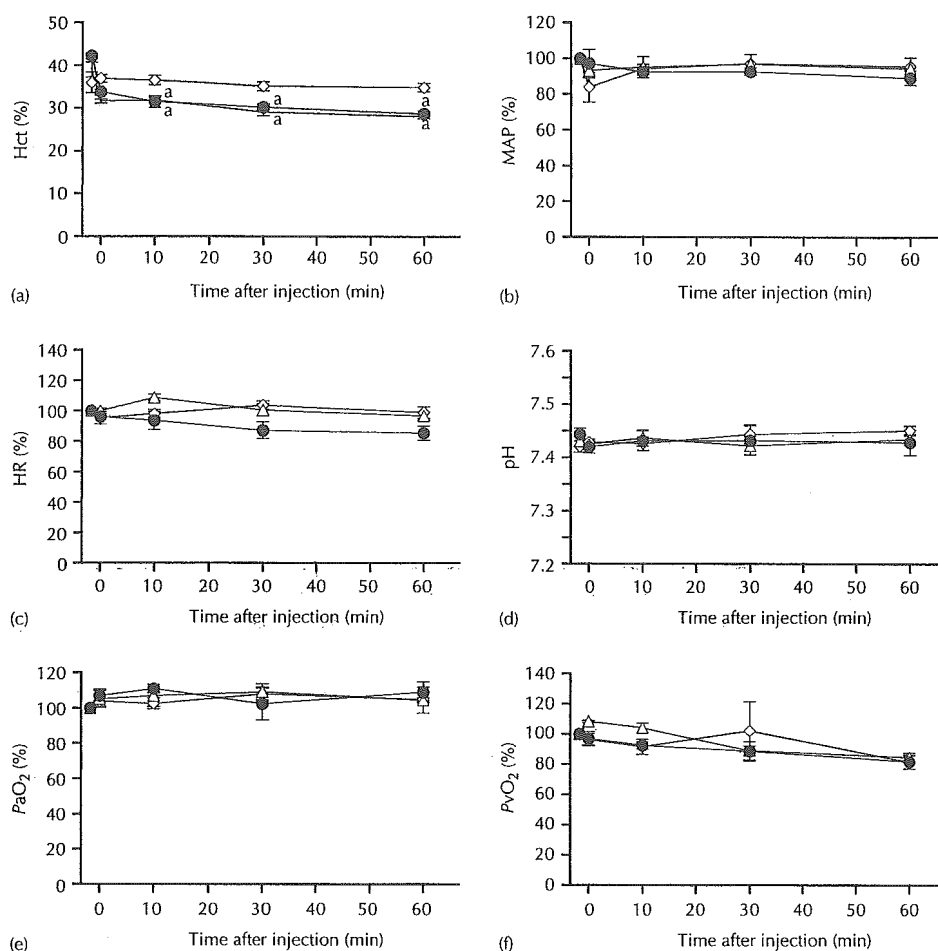 50
40
30
20
10
0
Hct (%)
a
a
a
a
a
a
0 10 20 30 40 50 60
Time after injection (min)
(a)
120
100
80
60
40
20
0
MAP (%)
0 10 20 30 40 50 60
Time after injection (min)
(b)
140
120
100
80
60
40
20
0
HR (%)
0 10 20 30 40 50 60
Time after injection (min)
(c)
7.6
7.5
7.4
7.3
7.2
pH
0 10 20 30 40 50 60
Time after injection (min)
(d)
120
100
80
60
40
20
0
PaO₂ (%)
0 10 20 30 40 50 60
Time after injection (min)
(e)
140
120
100
80
60
40
20
0
PvO₂ (%)
0 10 20 30 40 50 60
Time after injection (min)
(f)